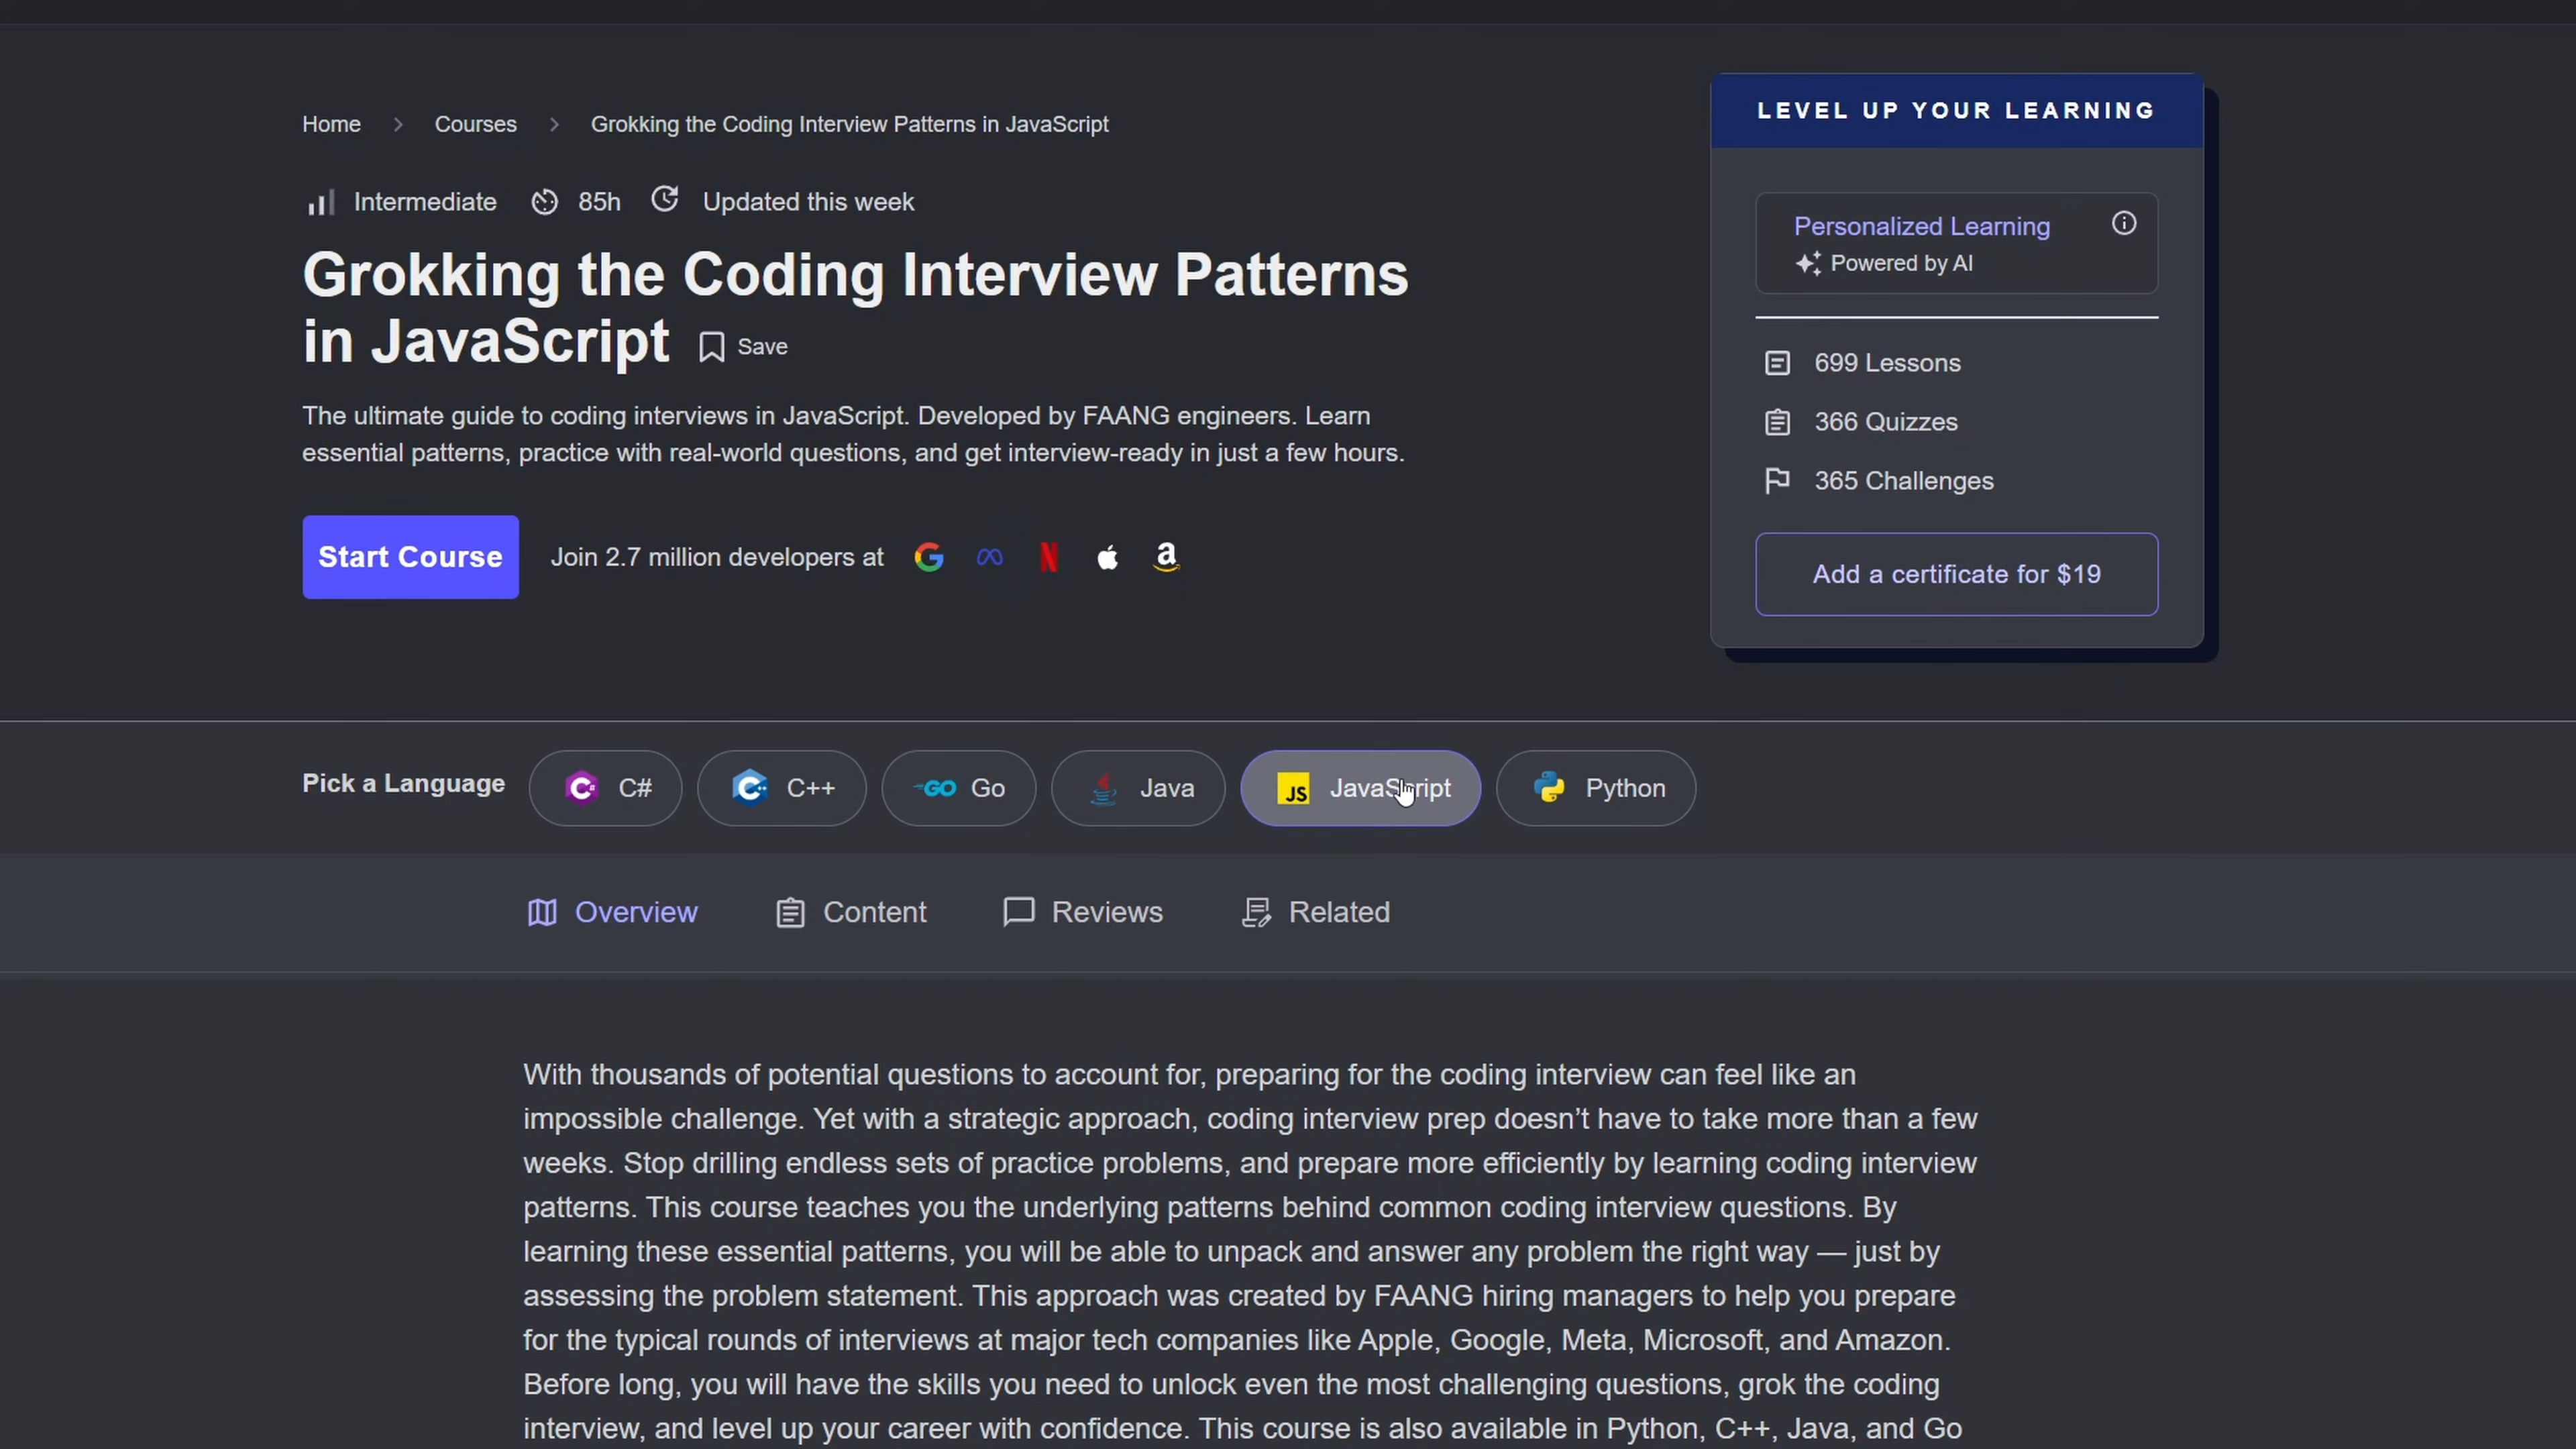 Home > Courses > Grokking the Coding Interview Patterns in JavaScript
Intermediate 85h Updated this week
Grokking the Coding Interview Patterns
in JavaScript Save
The ultimate guide to coding interviews in JavaScript. Developed by FAANG engineers. Learn
essential patterns, practice with real-world questions, and get interview-ready in just a few hours.
Start Course Join 2.7 million developers at
LEVEL UP YOUR LEARNING
Personalized Learning
Powered by AI
699 Lessons
366 Quizzes
365 Challenges
Add a certificate for $19
Pick a Language C# C++ GO Go Java JS JavaScript Python
Overview Content Reviews Related
With thousands of potential questions to account for, preparing for the coding interview can feel like an
impossible challenge. Yet with a strategic approach, coding interview prep doesn’t have to take more than a few
weeks. Stop drilling endless sets of practice problems, and prepare more efficiently by learning coding interview
patterns. This course teaches you the underlying patterns behind common coding interview questions. By
learning these essential patterns, you will be able to unpack and answer any problem the right way — just by
assessing the problem statement. This approach was created by FAANG hiring managers to help you prepare
for the typical rounds of interviews at major tech companies like Apple, Google, Meta, Microsoft, and Amazon.
Before long, you will have the skills you need to unlock even the most challenging questions, grok the coding
interview, and level up your career with confidence. This course is also available in Python, C++, Java, and Go